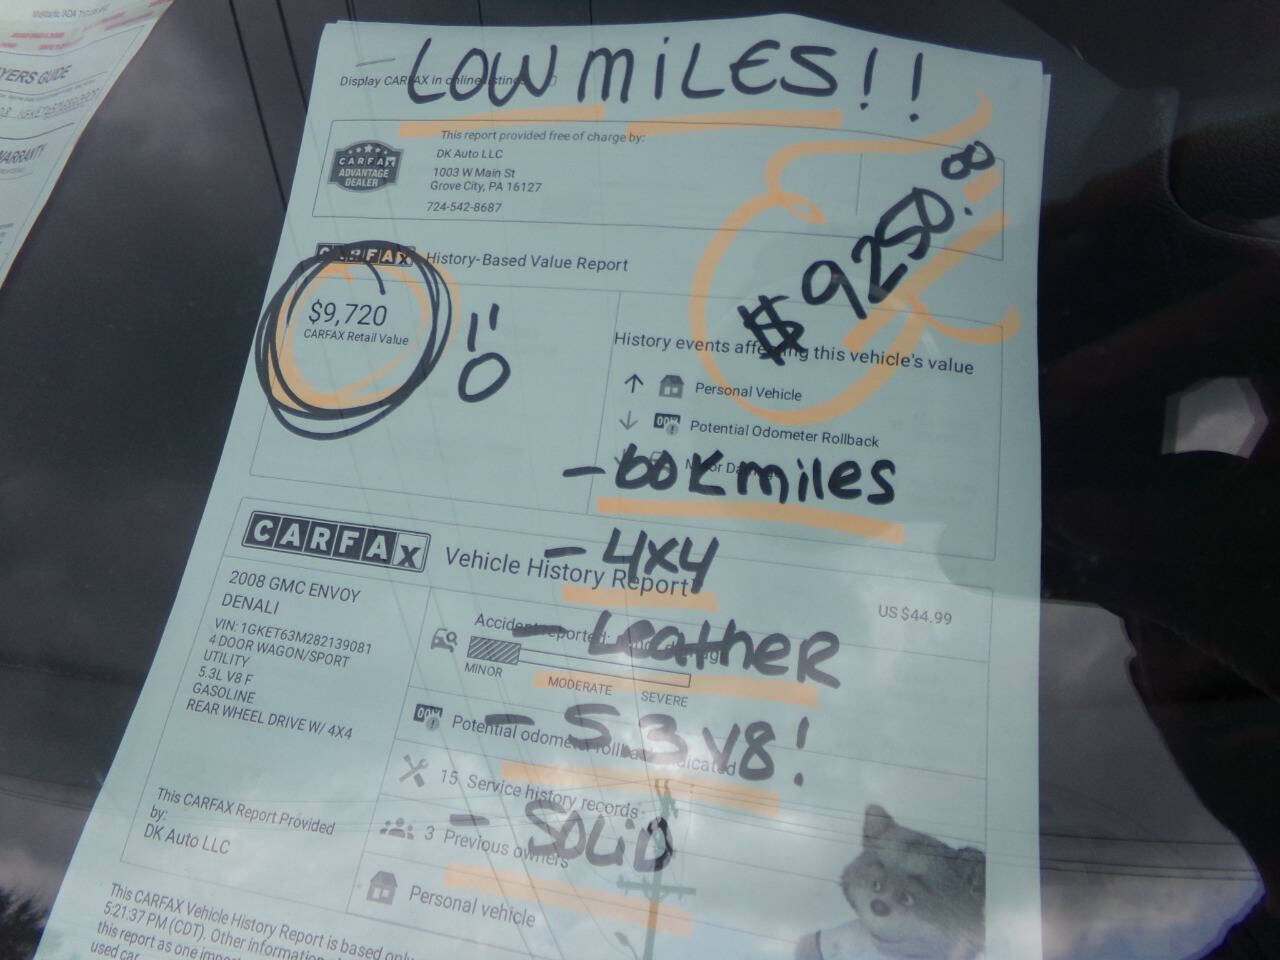 YERS GUIDE
ARRANTY
LOW MILES!!
Display CARFAX in online listings
This report provided free of charge by:
CARFAX
ADVANTAGE
DEALER
DK Auto LLC
1003 W Main St
Grove City, PA 16127
724-542-8687
$9250.00
CARFAX History-Based Value Report
$9,720
CARFAX Retail Value
History events affecting this vehicle's value
Personal Vehicle
Potential Odometer Rollback
- 60K miles
CARFAX Vehicle History Report
- 4x4
US $44.99
2008 GMC ENVOY
DENALI
VIN: 1GKET63M282139081
4 DOOR WAGON/SPORT
UTILITY
5.3L V8 F
GASOLINE
REAR WHEEL DRIVE W/ 4X4
Accident reported:
- Leather
MINOR
MODERATE
SEVERE
Potential odometer rollback indicated
- 5.3 V8!
15 Service history records
- SOLID
3 Previous owners
Personal vehicle
This CARFAX Report Provided
by:
DK Auto LLC
This CARFAX Vehicle History Report is based only
5:21:37 PM (CDT). Other information
this report as one
used car